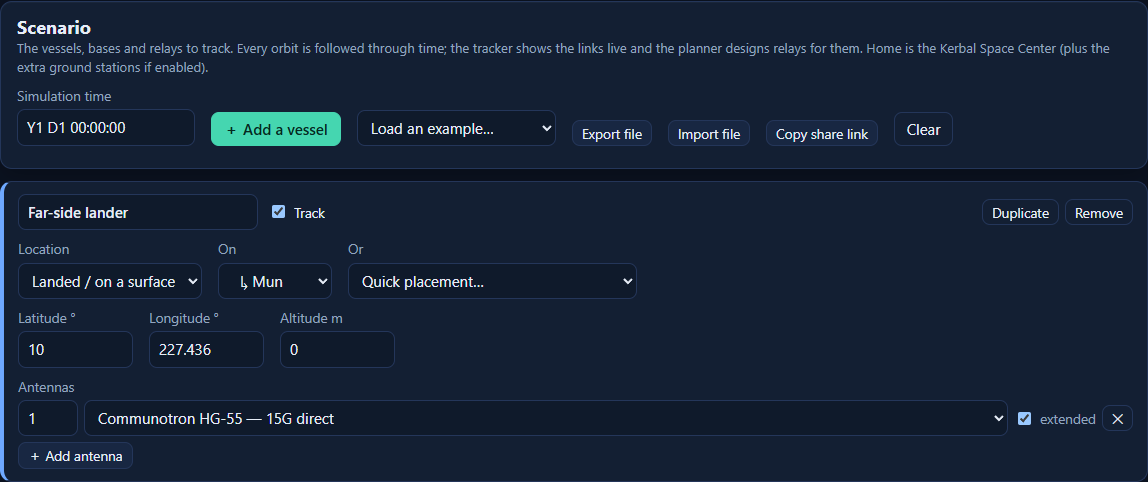 Scenario
The vessels, bases and relays to track. Every orbit is followed through time; the tracker shows the links live and the planner designs relays for them. Home is the Kerbal Space Center (plus the
extra ground stations if enabled).
Simulation time
Y1 D1 00:00:00
+ Add a vessel
Load an example...
Export file
Import file
Copy share link
Clear
Far-side lander
Track
Duplicate
Remove
Location
On
Or
Landed / on a surface
↳ Mun
Quick placement...
Latitude °
Longitude °
Altitude m
10
227.436
0
Antennas
1
Communotron HG-55 — 15G direct
extended
✕
+ Add antenna